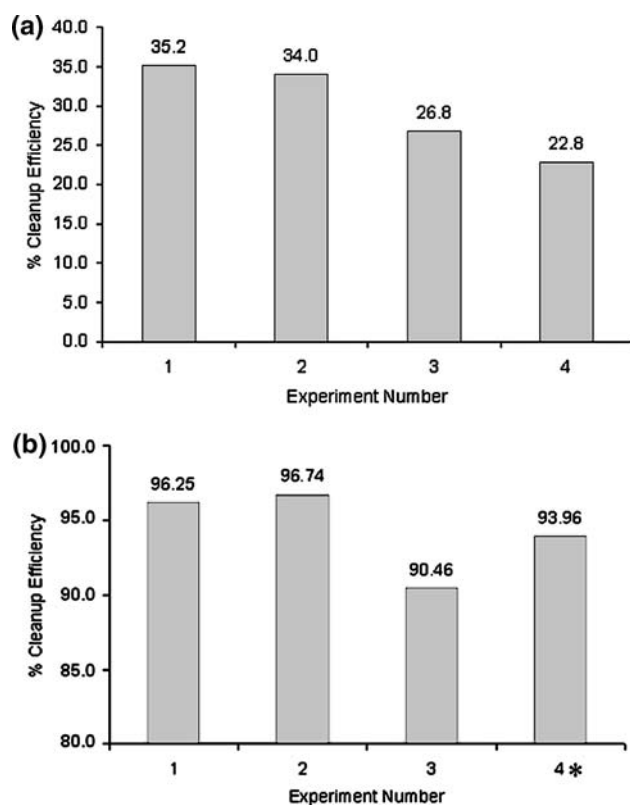 (a)
40.0
35.0
30.0
25.0
20.0
15.0
10.0
5.0
0.0
% Cleanup Efficiency
35.2
34.0
26.8
22.8
1 2 3 4
Experiment Number
(b)
100.0
95.0
90.0
85.0
80.0
% Cleanup Efficiency
96.25
96.74
90.46
93.96
1 2 3 4*
Experiment Number